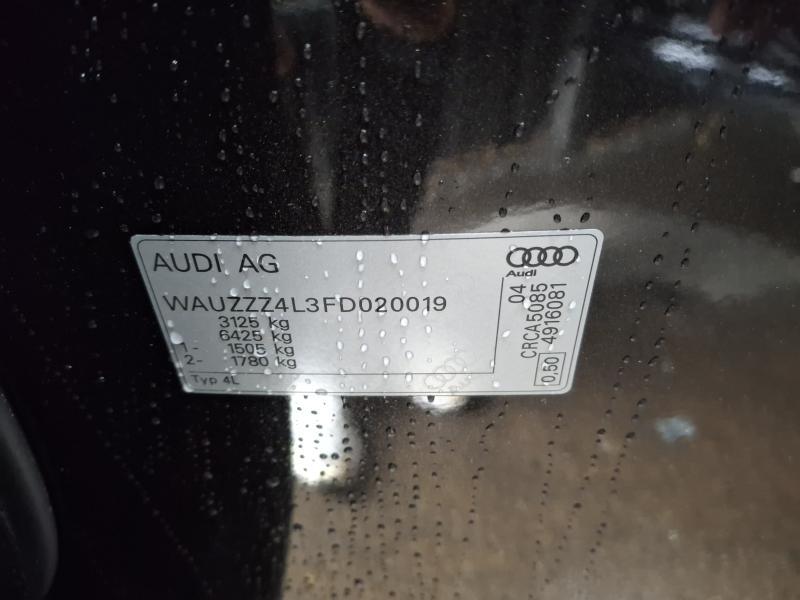 AUDI AG
Audi
WAUZZZ4L3FD020019
3125 kg
6425 kg
1- 1505 kg
2- 1780 kg
Typ 4L
04
CRCA5085
4916081
0,50